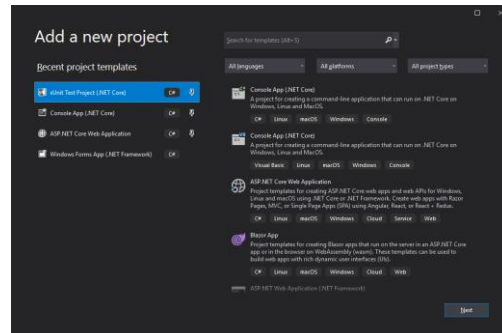 Add a new project
Search for templates (Alt+S)
Recent project templates
All languages
All platforms
All project types
xUnit Test Project (.NET Core)
C#
Console App (.NET Core)
C#
ASP.NET Core Web Application
C#
Windows Forms App (.NET Framework)
C#
Console App (.NET Core)
A project for creating a command-line application that can run on .NET Core on
Windows, Linux and MacOS.
C# Linux macOS Windows Console
Console App (.NET Core)
A project for creating a command-line application that can run on .NET Core on
Windows, Linux and MacOS.
Visual Basic Linux macOS Windows Console
ASP.NET Core Web Application
Project templates for creating ASP.NET Core web apps and web APIs for Windows,
Linux and macOS using .NET Core or .NET Framework. Create web apps with Razor
Pages, MVC, or Single Page Apps (SPA) using Angular, React, or React + Redux.
C# Linux macOS Windows Cloud Service Web
Blazor App
Project templates for creating Blazor apps that run on the server in an ASP.NET Core
app or in the browser on WebAssembly (wasm). These templates can be used to
build web apps with rich dynamic user interfaces (UIs).
C# Linux macOS Windows Cloud Web
ASP.NET Web Application (.NET Framework)
Next